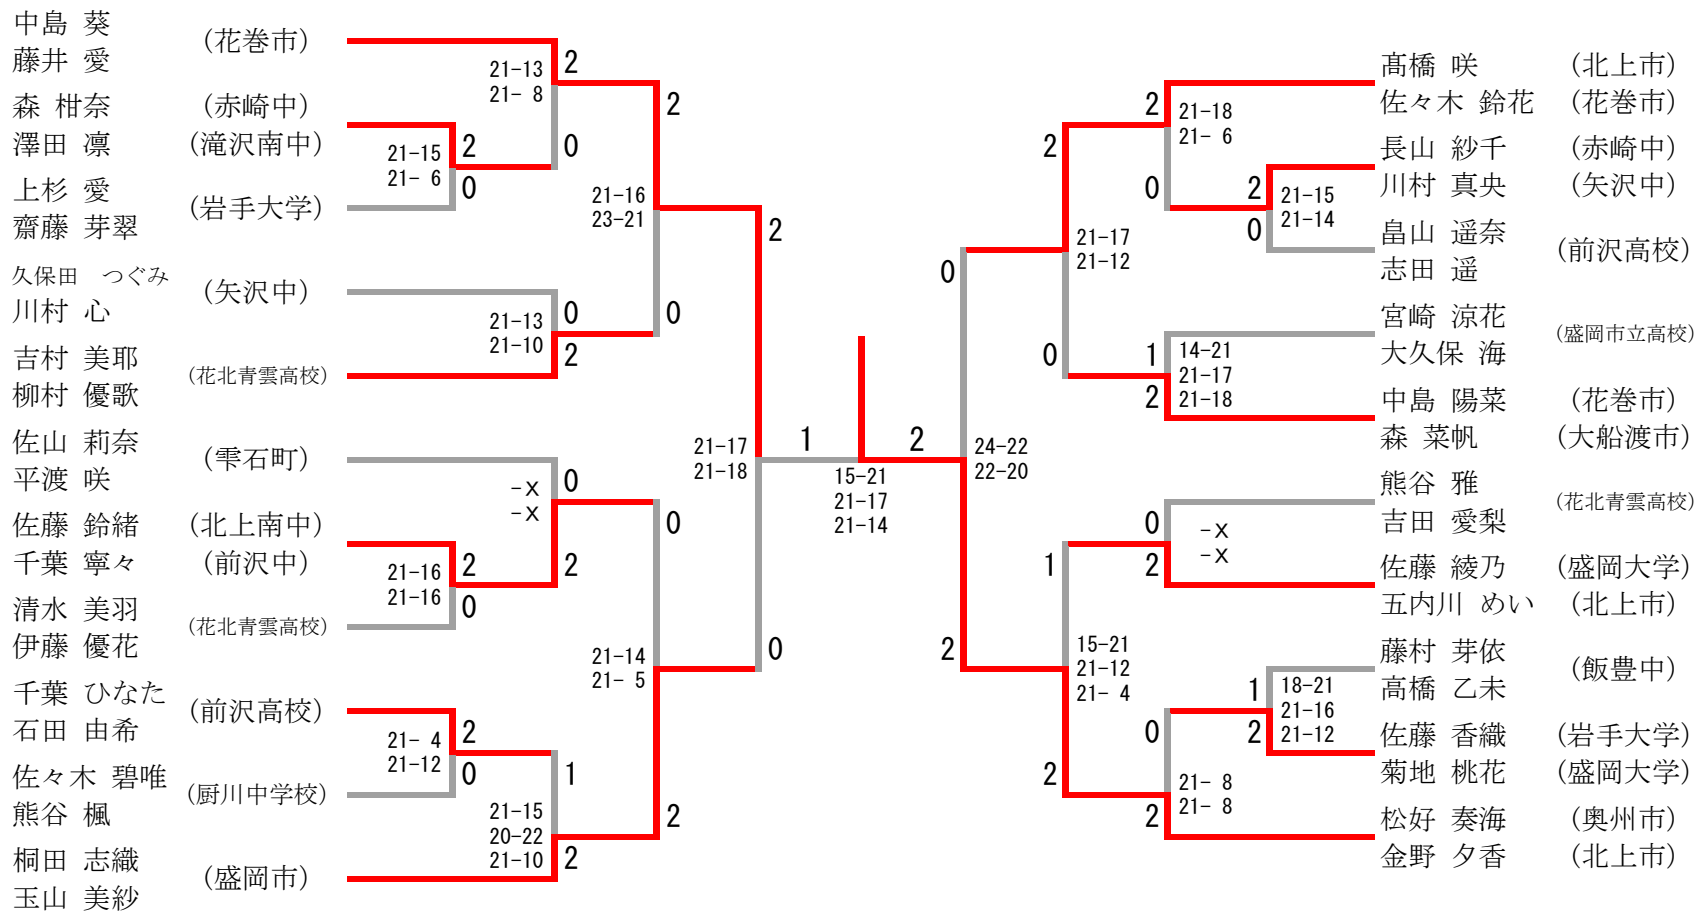 中島 葵
藤井 愛
(花巻市)
森 柑奈
(赤崎中)
澤田 凛
(滝沢南中)
上杉 愛
齋藤 芽翠
(岩手大学)
久保田 つぐみ
川村 心
(矢沢中)
吉村 美耶
柳村 優歌
(花北青雲高校)
佐山 莉奈
平渡 咲
(雫石町)
佐藤 鈴緒
(北上南中)
千葉 寧々
(前沢中)
清水 美羽
伊藤 優花
(花北青雲高校)
千葉 ひなた
石田 由希
(前沢高校)
佐々木 碧唯
熊谷 楓
(厨川中学校)
桐田 志織
玉山 美紗
(盛岡市)
2
21-13
21- 8
0
2
21-15
21- 6
0
2
21-16
23-21
0
0
21-13
21-10
2
2
21-17
21-18
0
0
-X
-X
2
2
21-16
21-16
0
0
21-14
21- 5
2
2
21- 4
21-12
0
1
21-15
20-22
21-10
2
1
2
15-21
21-17
21-14
0
24-22
22-20
2
2
21-17
21-12
0
2
21-18
21- 6
0
2
21-15
21-14
0
1
14-21
21-17
21-18
2
1
15-21
21-12
21- 4
2
0
-X
-X
2
0
21- 8
21- 8
2
1
18-21
21-16
21-12
2
髙橋 咲
(北上市)
佐々木 鈴花
(花巻市)
長山 紗千
(赤崎中)
川村 真央
(矢沢中)
畠山 遥奈
志田 遥
(前沢高校)
宮崎 涼花
大久保 海
(盛岡市立高校)
中島 陽菜
(花巻市)
森 菜帆
(大船渡市)
熊谷 雅
吉田 愛梨
(花北青雲高校)
佐藤 綾乃
(盛岡大学)
五内川 めい
(北上市)
藤村 芽依
高橋 乙未
(飯豊中)
佐藤 香織
(岩手大学)
菊地 桃花
(盛岡大学)
松好 奏海
(奥州市)
金野 夕香
(北上市)